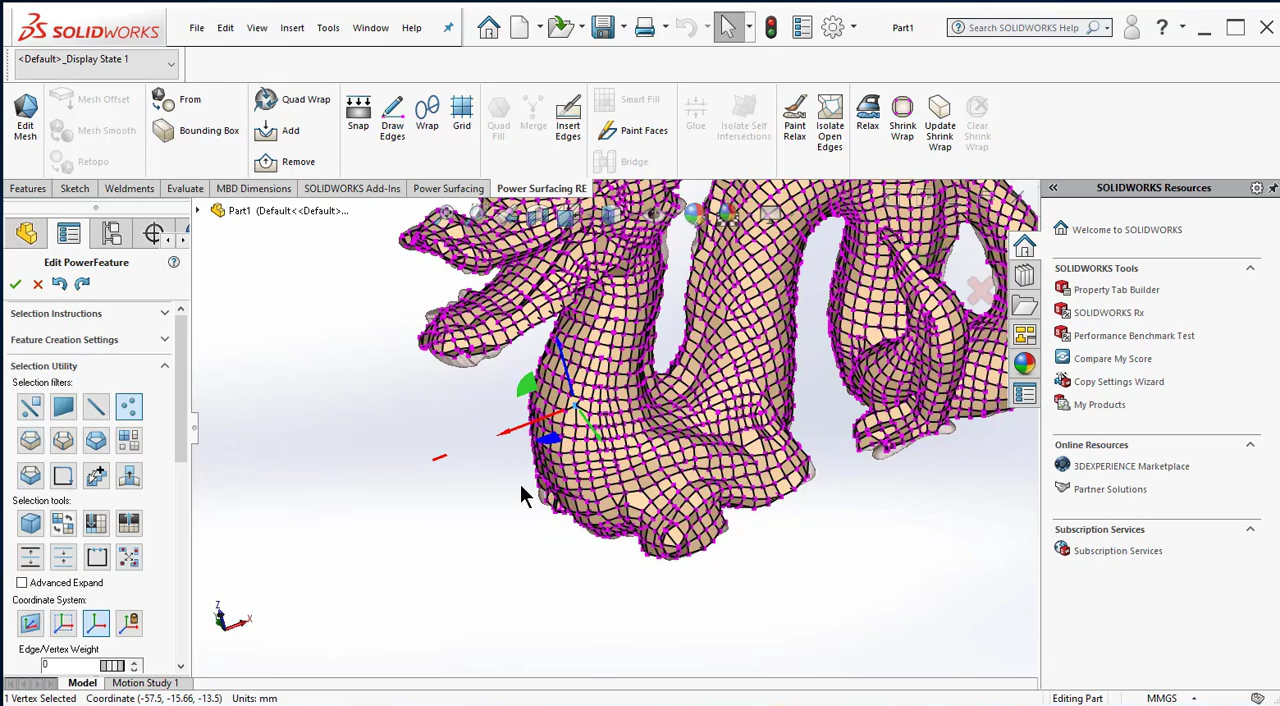 SOLIDWORKS
File Edit View Insert Tools Window Help
Part1
Search SOLIDWORKS Help
?
<Default>_Display State 1
Edit Mesh
Mesh Offset
Mesh Smooth
Retopo
From
Bounding Box
Quad Wrap
Add
Remove
Snap
Draw Edges
Wrap
Grid
Quad Fill
Merge
Insert Edges
Smart Fill
Paint Faces
Bridge
Glue
Isolate Self Intersections
Paint Relax
Isolate Open Edges
Relax
Shrink Wrap
Update Shrink Wrap
Clear Shrink Wrap
Features Sketch Weldments Evaluate MBD Dimensions SOLIDWORKS Add-Ins Power Surfacing Power Surfacing RE
Part1 (Default<<Default>...
Edit PowerFeature
Selection Instructions
Feature Creation Settings
Selection Utility
Selection filters:
Selection tools:
Advanced Expand
Coordinate System:
Edge/Vertex Weight
0
Z
X
SOLIDWORKS Resources
Welcome to SOLIDWORKS
SOLIDWORKS Tools
Property Tab Builder
SOLIDWORKS Rx
Performance Benchmark Test
Compare My Score
Copy Settings Wizard
My Products
Online Resources
3DEXPERIENCE Marketplace
Partner Solutions
Subscription Services
Subscription Services
Model Motion Study 1
1 Vertex Selected Coordinate (-57.5, -15.66, -13.5) Units: mm
Editing Part
MMGS